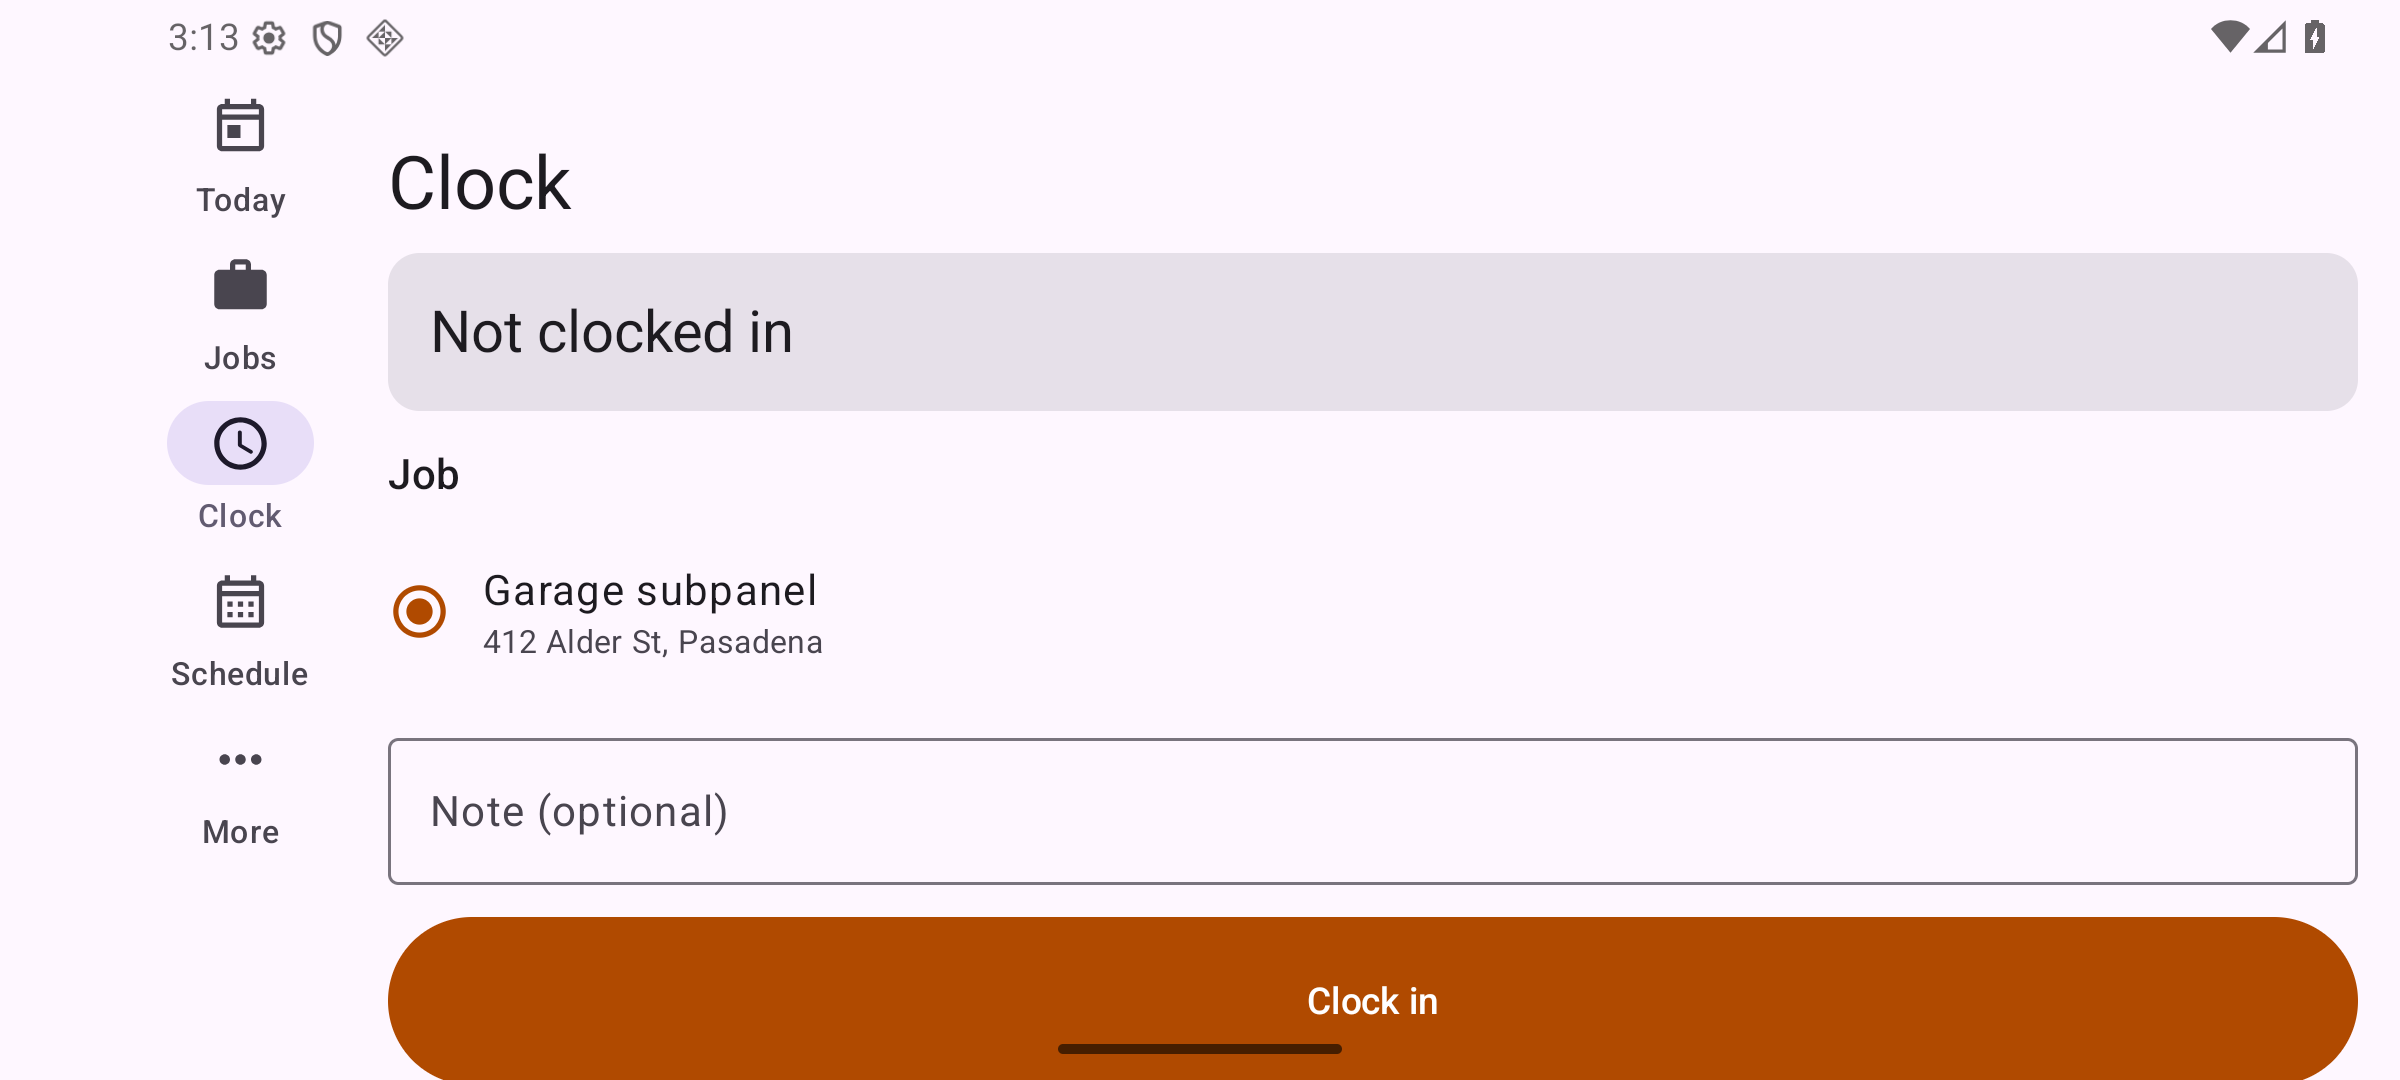 3:13
Today
Jobs
Clock
Schedule
More
Clock
Not clocked in
Job
Garage subpanel
412 Alder St, Pasadena
Note (optional)
Clock in